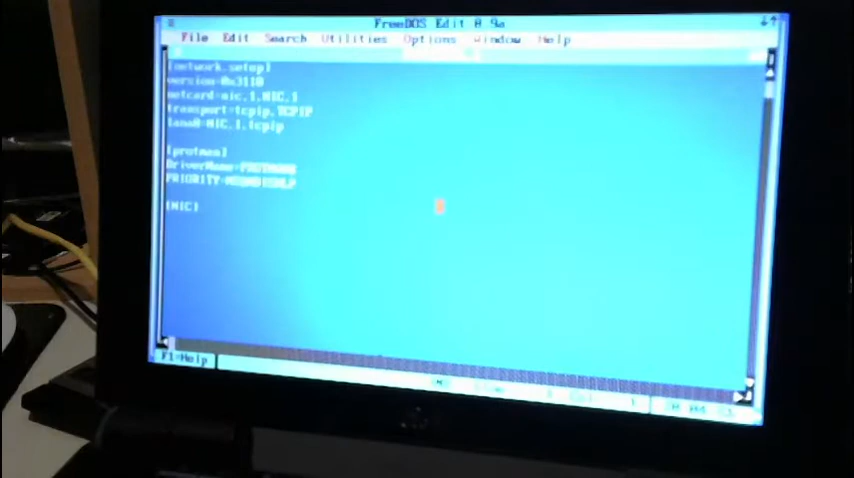 FreeDOS Edit 0.9a
File Edit Search Utilities Options Window Help
[network.setup]
version=0x3110
netcard=nic.1,NIC,1
transport=tcpip,TCPIP
lana0=NIC.1,tcpip
[protman]
DriverName=PROTMAN$
PRIORITY=NDISHLP
[NIC]
F1=Help